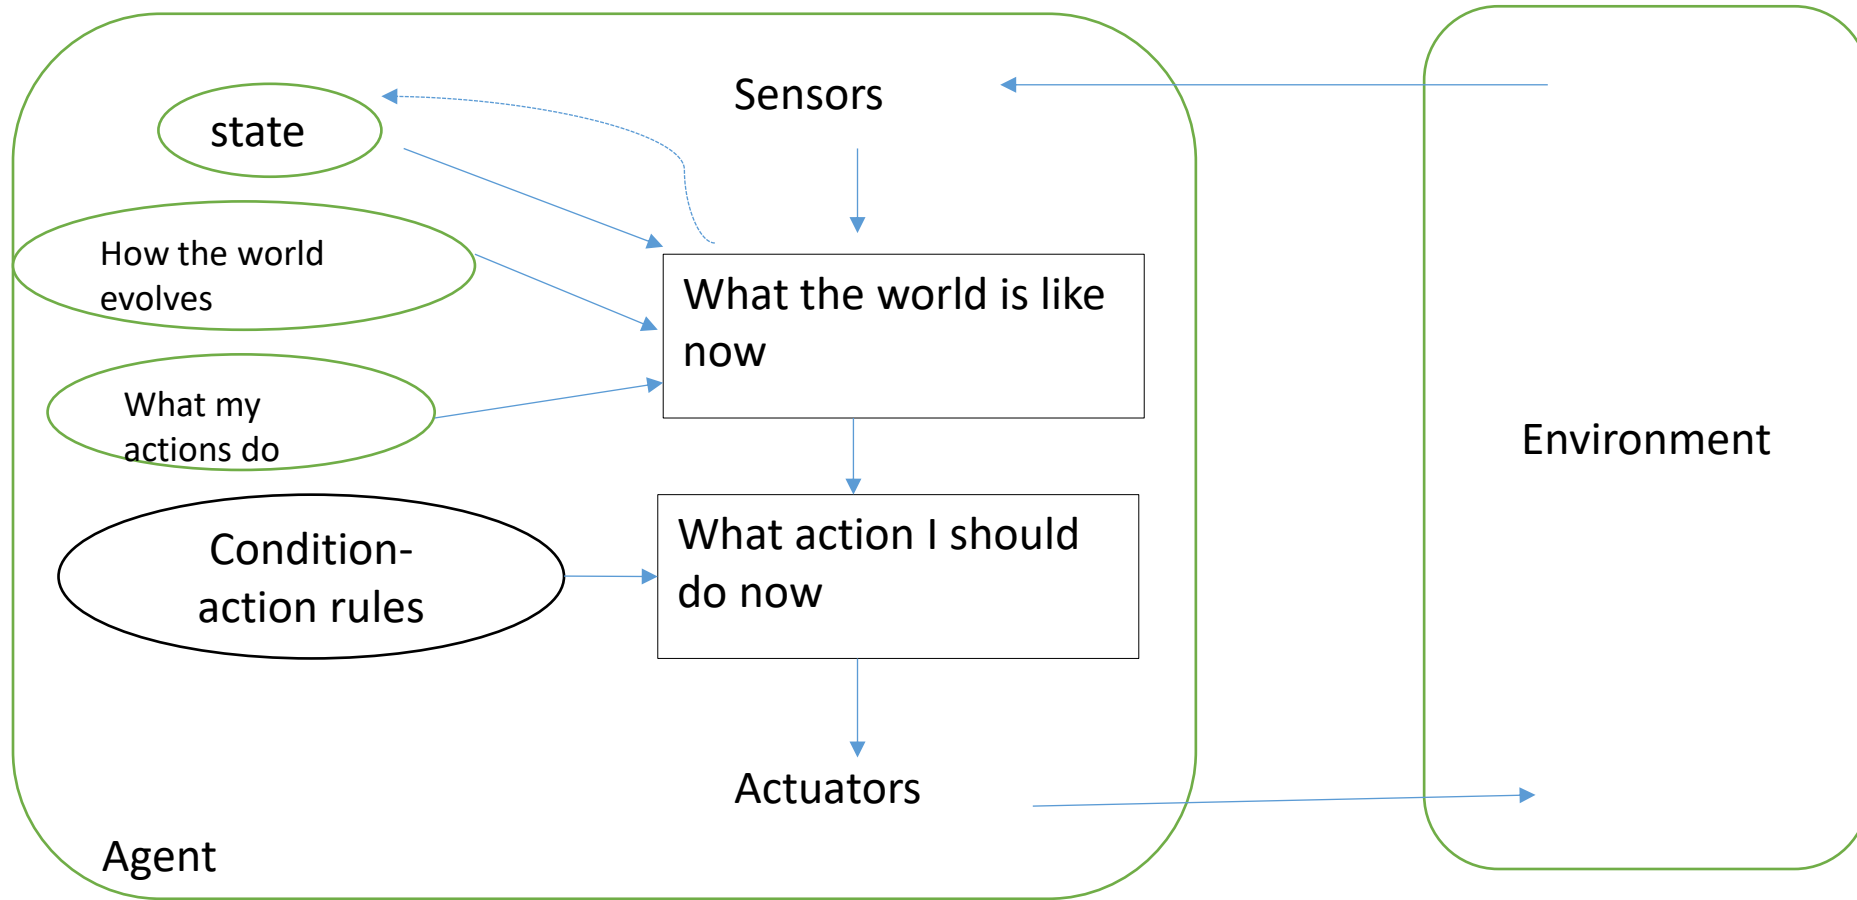 Sensors
state
How the world
evolves
What the world is like
now
What my
actions do
Environment
What action I should
do now
Condition-
action rules
Actuators
Agent